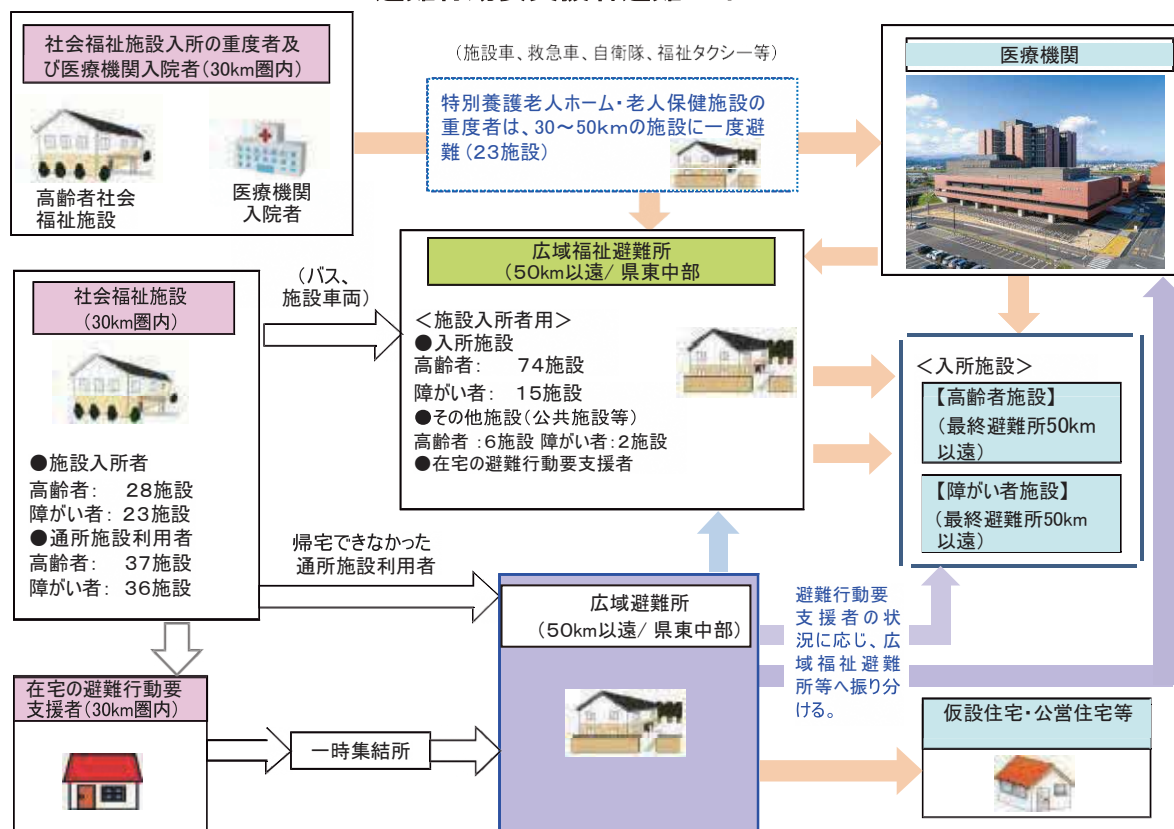 社会福祉施設入所の重度者及
び医療機関入院者(30km圏内)
高齢者社会
福祉施設
医療機関
入院者
(施設車、救急車、自衛隊、福祉タクシー等)
特別養護老人ホーム・老人保健施設の
重度者は、30～50kmの施設に一度避
難(23施設)
医療機関
社会福祉施設
(30km圏内)
●施設入所者
高齢者： 28施設
障がい者：23施設
●通所施設利用者
高齢者： 37施設
障がい者：36施設
(バス、
施設車両)
広域福祉避難所
(50km以遠/県東中部
＜施設入所者用＞
●入所施設
高齢者： 74施設
障がい者： 15施設
●その他施設(公共施設等)
高齢者:6施設 障がい者:2施設
●在宅の避難行動要支援者
＜入所施設＞
【高齢者施設】
(最終避難所50km
以遠)
【障がい者施設】
(最終避難所50km
以遠)
帰宅できなかった
通所施設利用者
広域避難所
(50km以遠/県東中部)
避難行動要
支援者の状
況に応じ、広
域福祉避難
所等へ振り分
ける。
在宅の避難行動要
支援者(30km圏内)
一時集結所
仮設住宅・公営住宅等